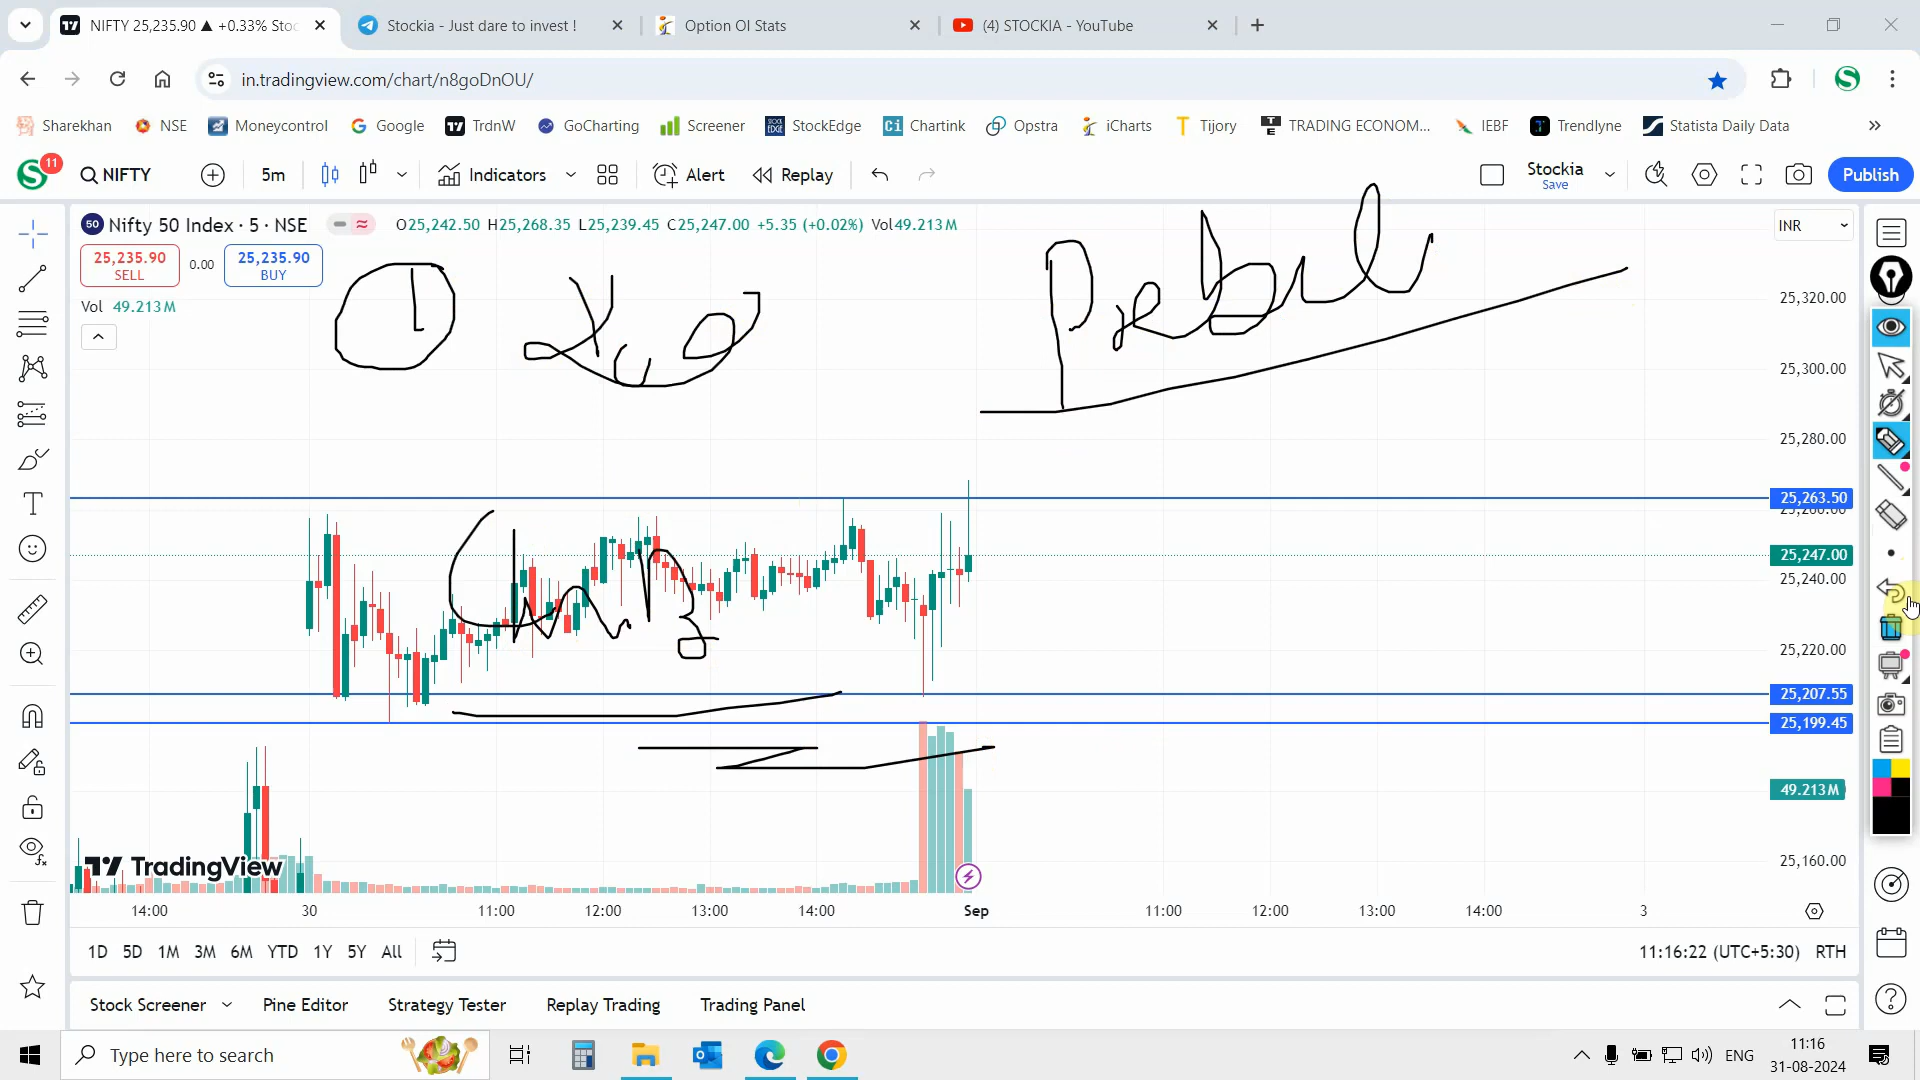 NIFTY 25,235.90 ▲ +0.33% Stoc
Stockia - Just dare to invest !
Option OI Stats
(4) STOCKIA - YouTube
in.tradingview.com/chart/n8goDnOU/
Sharekhan NSE Moneycontrol Google TrdnW GoCharting Screener StockEdge Chartink Opstra iCharts Tijory TRADING ECONOM... IEBF Trendlyne Statista Daily Data
11 NIFTY 5m Indicators Alert Replay Stockia Save Publish
50 Nifty 50 Index · 5 · NSE O25,242.50 H25,268.35 L25,239.45 C25,247.00 +5.35 (+0.02%) Vol49.213M INR
25,235.90 SELL 0.00 25,235.90 BUY
Vol 49.213M
1
25,320.00
25,300.00
25,280.00
25,263.50
25,260.00
25,247.00
25,240.00
25,220.00
25,207.55
25,199.45
49.213M
25,160.00
TradingView
14:00 30 11:00 12:00 13:00 14:00 Sep 11:00 12:00 13:00 14:00 3
1D 5D 1M 3M 6M YTD 1Y 5Y All 11:16:22 (UTC+5:30) RTH
Stock Screener Pine Editor Strategy Tester Replay Trading Trading Panel
Type here to search ENG 11:16
31-08-2024